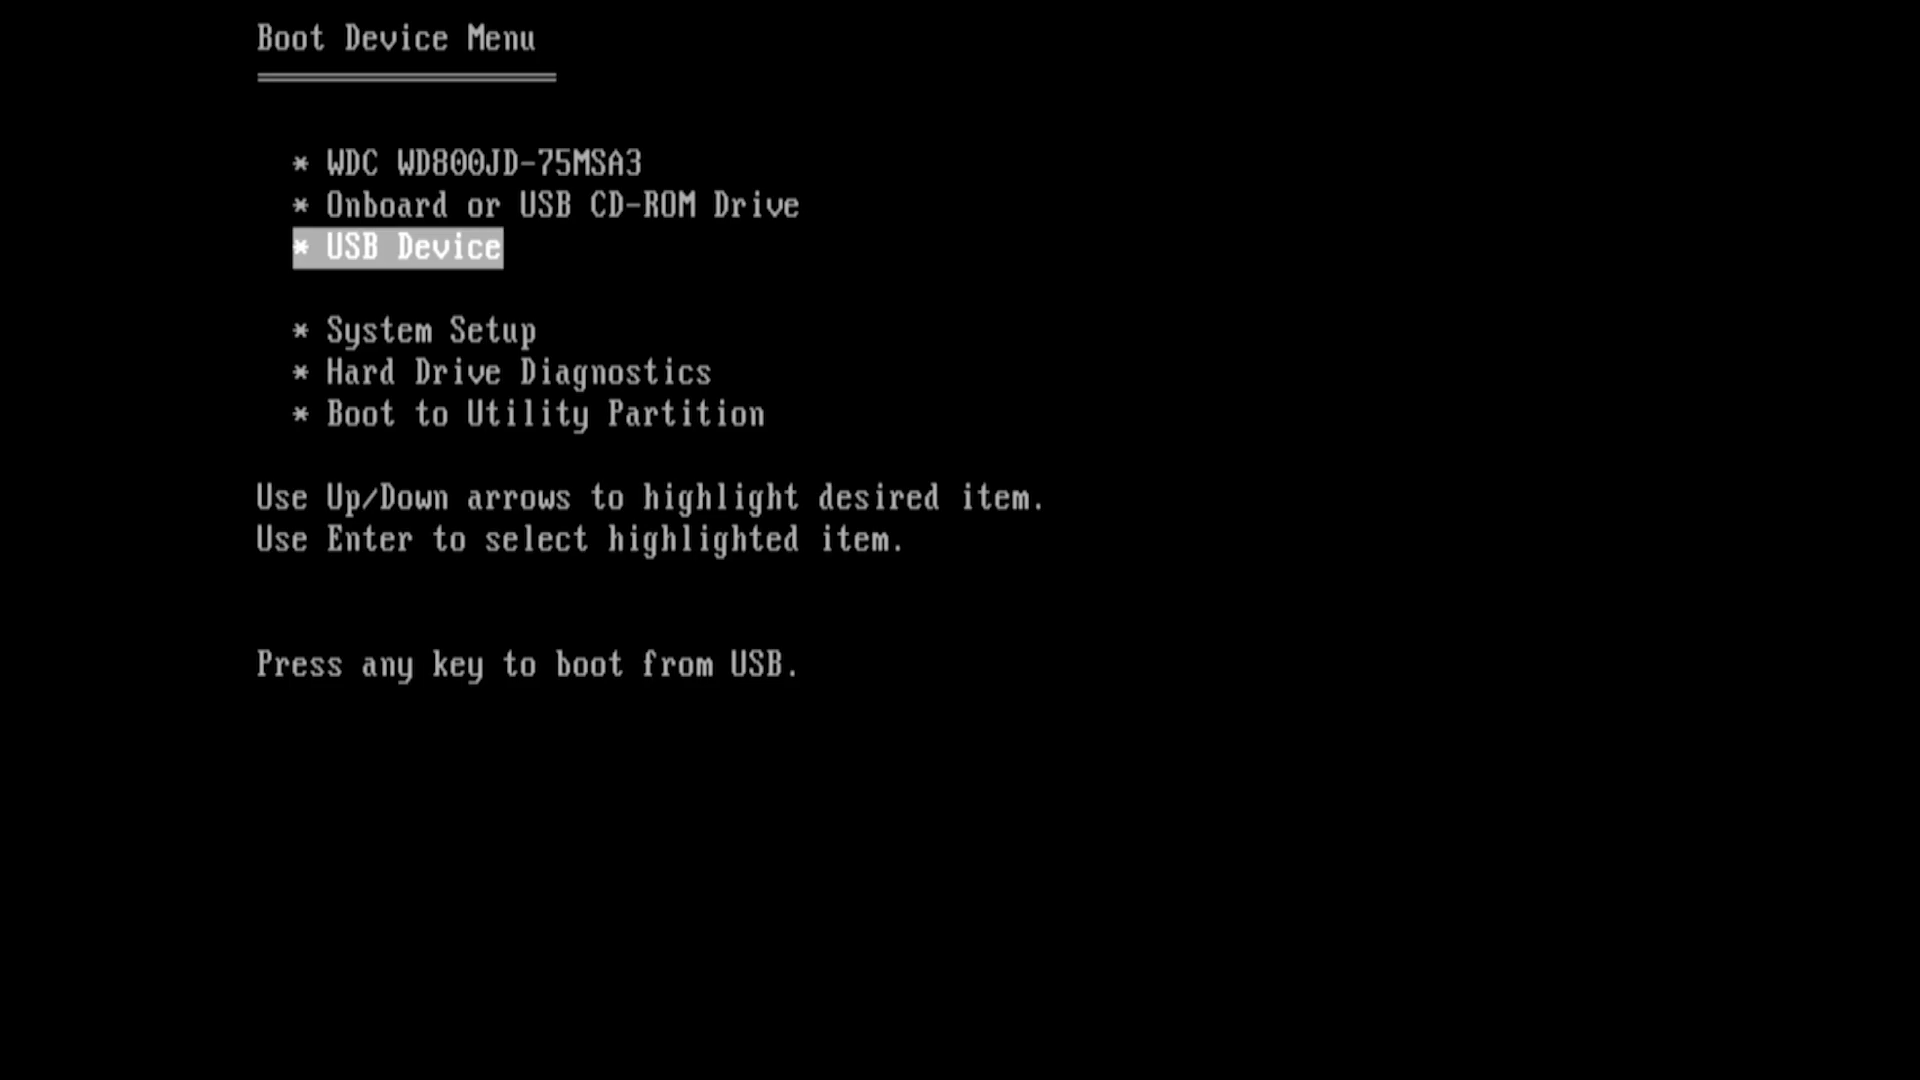 Boot Device Menu
* WDC WD800JD-75MSA3
* Onboard or USB CD-ROM Drive
* USB Device
* System Setup
* Hard Drive Diagnostics
* Boot to Utility Partition
Use Up/Down arrows to highlight desired item.
Use Enter to select highlighted item.
Press any key to boot from USB.